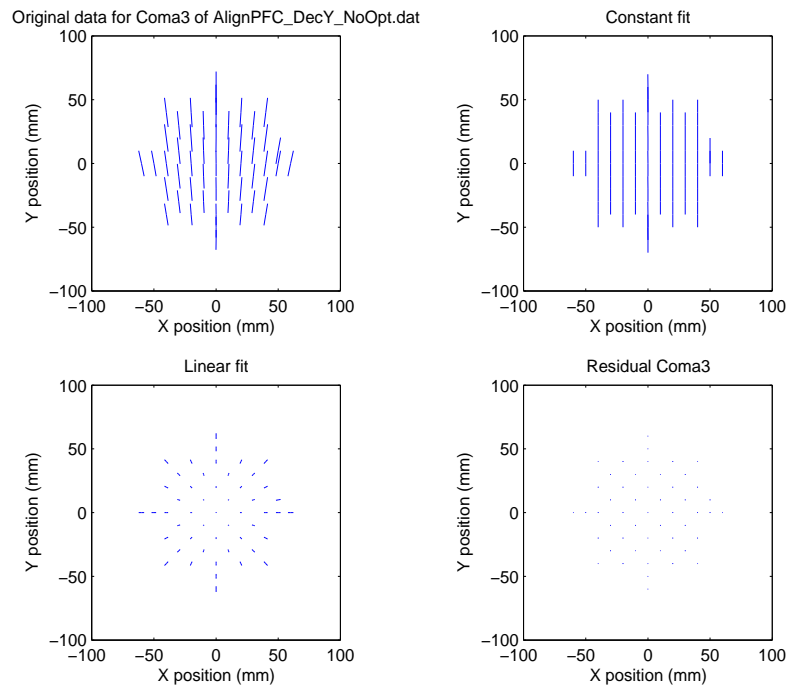 Original data for Coma3 of AlignPFC_DecY_NoOpt.dat
100
50
0
−50
−100
Y position (mm)
−100 −50 0 50 100
X position (mm)
Constant fit
100
50
0
−50
−100
Y position (mm)
−100 −50 0 50 100
X position (mm)
Linear fit
100
50
0
−50
−100
Y position (mm)
−100 −50 0 50 100
X position (mm)
Residual Coma3
100
50
0
−50
−100
Y position (mm)
−100 −50 0 50 100
X position (mm)